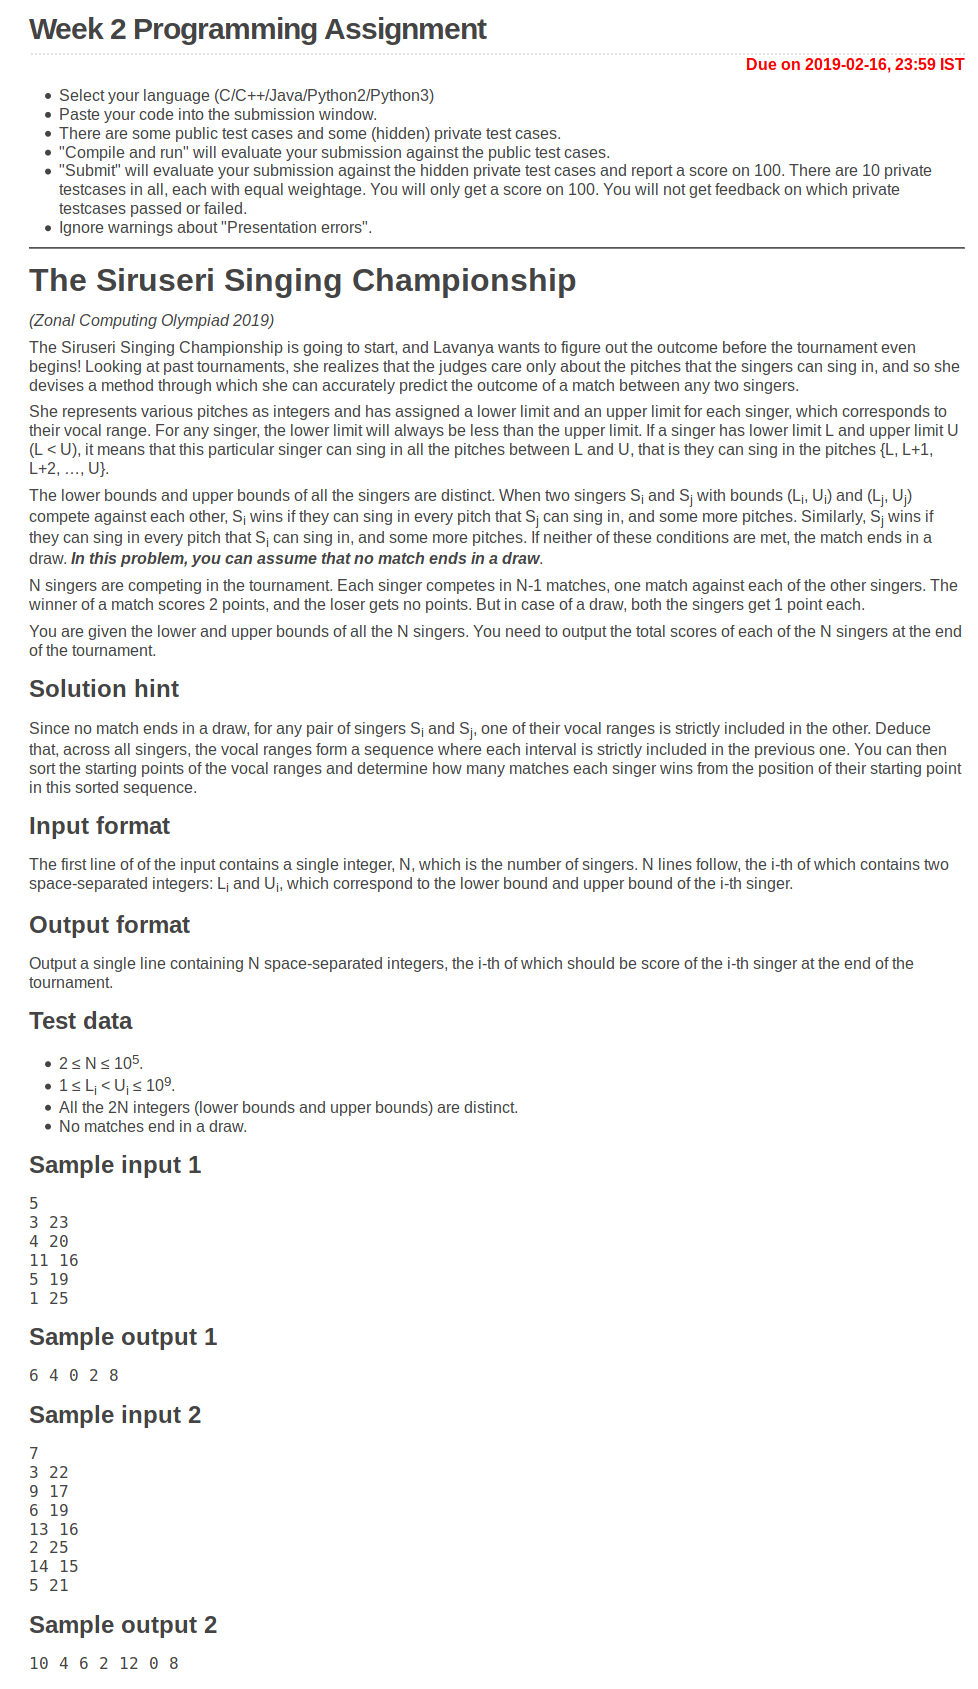 Week 2 Programming Assignment
Due on 2019-02-16, 23:59 IST
Select your language (C/C++/Java/Python2/Python3)
Paste your code into the submission window.
There are some public test cases and some (hidden) private test cases.
"Compile and run" will evaluate your submission against the public test cases.
"Submit" will evaluate your submission against the hidden private test cases and report a score on 100. There are 10 private
testcases in all, each with equal weightage. You will only get a score on 100. You will not get feedback on which private
testcases passed or failed.
Ignore warnings about "Presentation errors".
The Siruseri Singing Championship
(Zonal Computing Olympiad 2019)
The Siruseri Singing Championship is going to start, and Lavanya wants to figure out the outcome before the tournament even
begins! Looking at past tournaments, she realizes that the judges care only about the pitches that the singers can sing in, and so she
devises a method through which she can accurately predict the outcome of a match between any two singers.
She represents various pitches as integers and has assigned a lower limit and an upper limit for each singer, which corresponds to
their vocal range. For any singer, the lower limit will always be less than the upper limit. If a singer has lower limit L and upper limit U
(L < U), it means that this particular singer can sing in all the pitches between L and U, that is they can sing in the pitches {L, L+1,
L+2, …, U}.
The lower bounds and upper bounds of all the singers are distinct. When two singers Si and Sj with bounds (Li, Ui) and (Lj, Uj)
compete against each other, Si wins if they can sing in every pitch that Sj can sing in, and some more pitches. Similarly, Sj wins if
they can sing in every pitch that Si can sing in, and some more pitches. If neither of these conditions are met, the match ends in a
draw. In this problem, you can assume that no match ends in a draw.
N singers are competing in the tournament. Each singer competes in N-1 matches, one match against each of the other singers. The
winner of a match scores 2 points, and the loser gets no points. But in case of a draw, both the singers get 1 point each.
You are given the lower and upper bounds of all the N singers. You need to output the total scores of each of the N singers at the end
of the tournament.
Solution hint
Since no match ends in a draw, for any pair of singers Si and Sj, one of their vocal ranges is strictly included in the other. Deduce
that, across all singers, the vocal ranges form a sequence where each interval is strictly included in the previous one. You can then
sort the starting points of the vocal ranges and determine how many matches each singer wins from the position of their starting point
in this sorted sequence.
Input format
The first line of of the input contains a single integer, N, which is the number of singers. N lines follow, the i-th of which contains two
space-separated integers: Li and Ui, which correspond to the lower bound and upper bound of the i-th singer.
Output format
Output a single line containing N space-separated integers, the i-th of which should be score of the i-th singer at the end of the
tournament.
Test data
2 ≤ N ≤ 10⁵.
1 ≤ Li < Ui ≤ 10⁹.
All the 2N integers (lower bounds and upper bounds) are distinct.
No matches end in a draw.
Sample input 1
5
3 23
4 20
11 16
5 19
1 25
Sample output 1
6 4 0 2 8
Sample input 2
7
3 22
9 17
6 19
13 16
2 25
14 15
5 21
Sample output 2
10 4 6 2 12 0 8